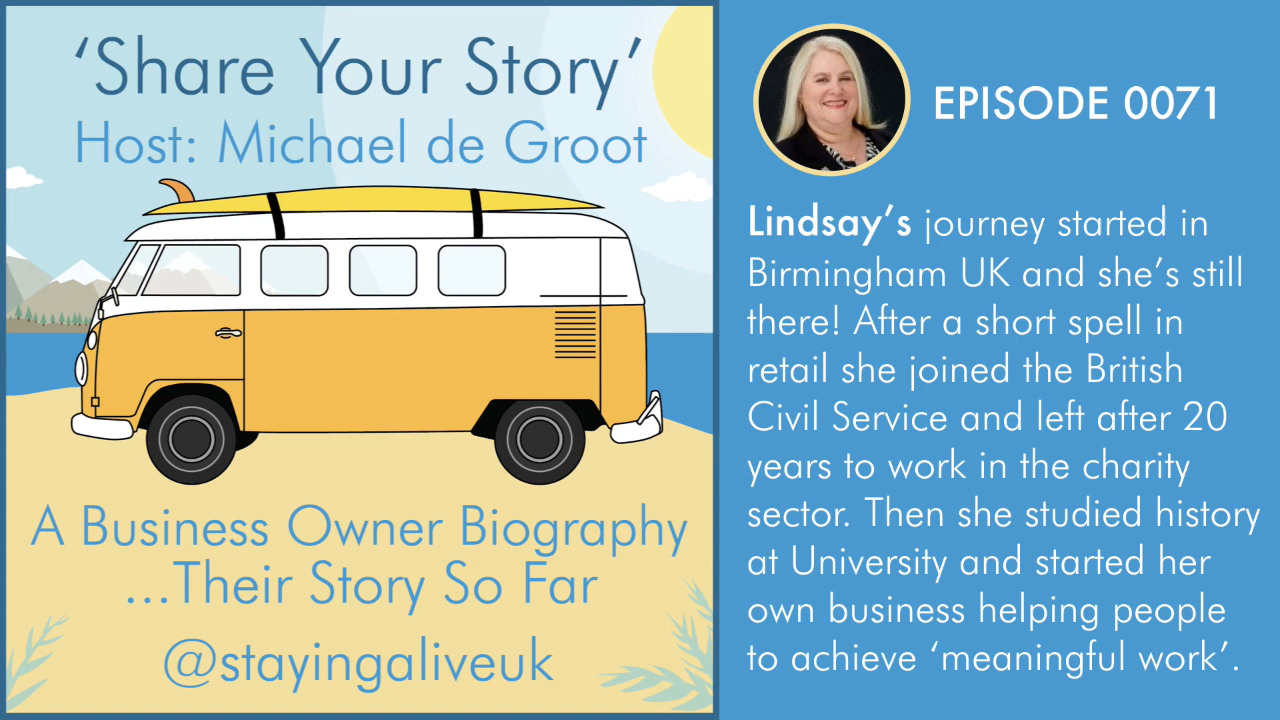 ‘Share Your Story’
Host: Michael de Groot
A Business Owner Biography
...Their Story So Far
@stayingaliveuk
EPISODE 0071
Lindsay’s journey started in
Birmingham UK and she’s still
there! After a short spell in
retail she joined the British
Civil Service and left after 20
years to work in the charity
sector. Then she studied history
at University and started her
own business helping people
to achieve ‘meaningful work’.